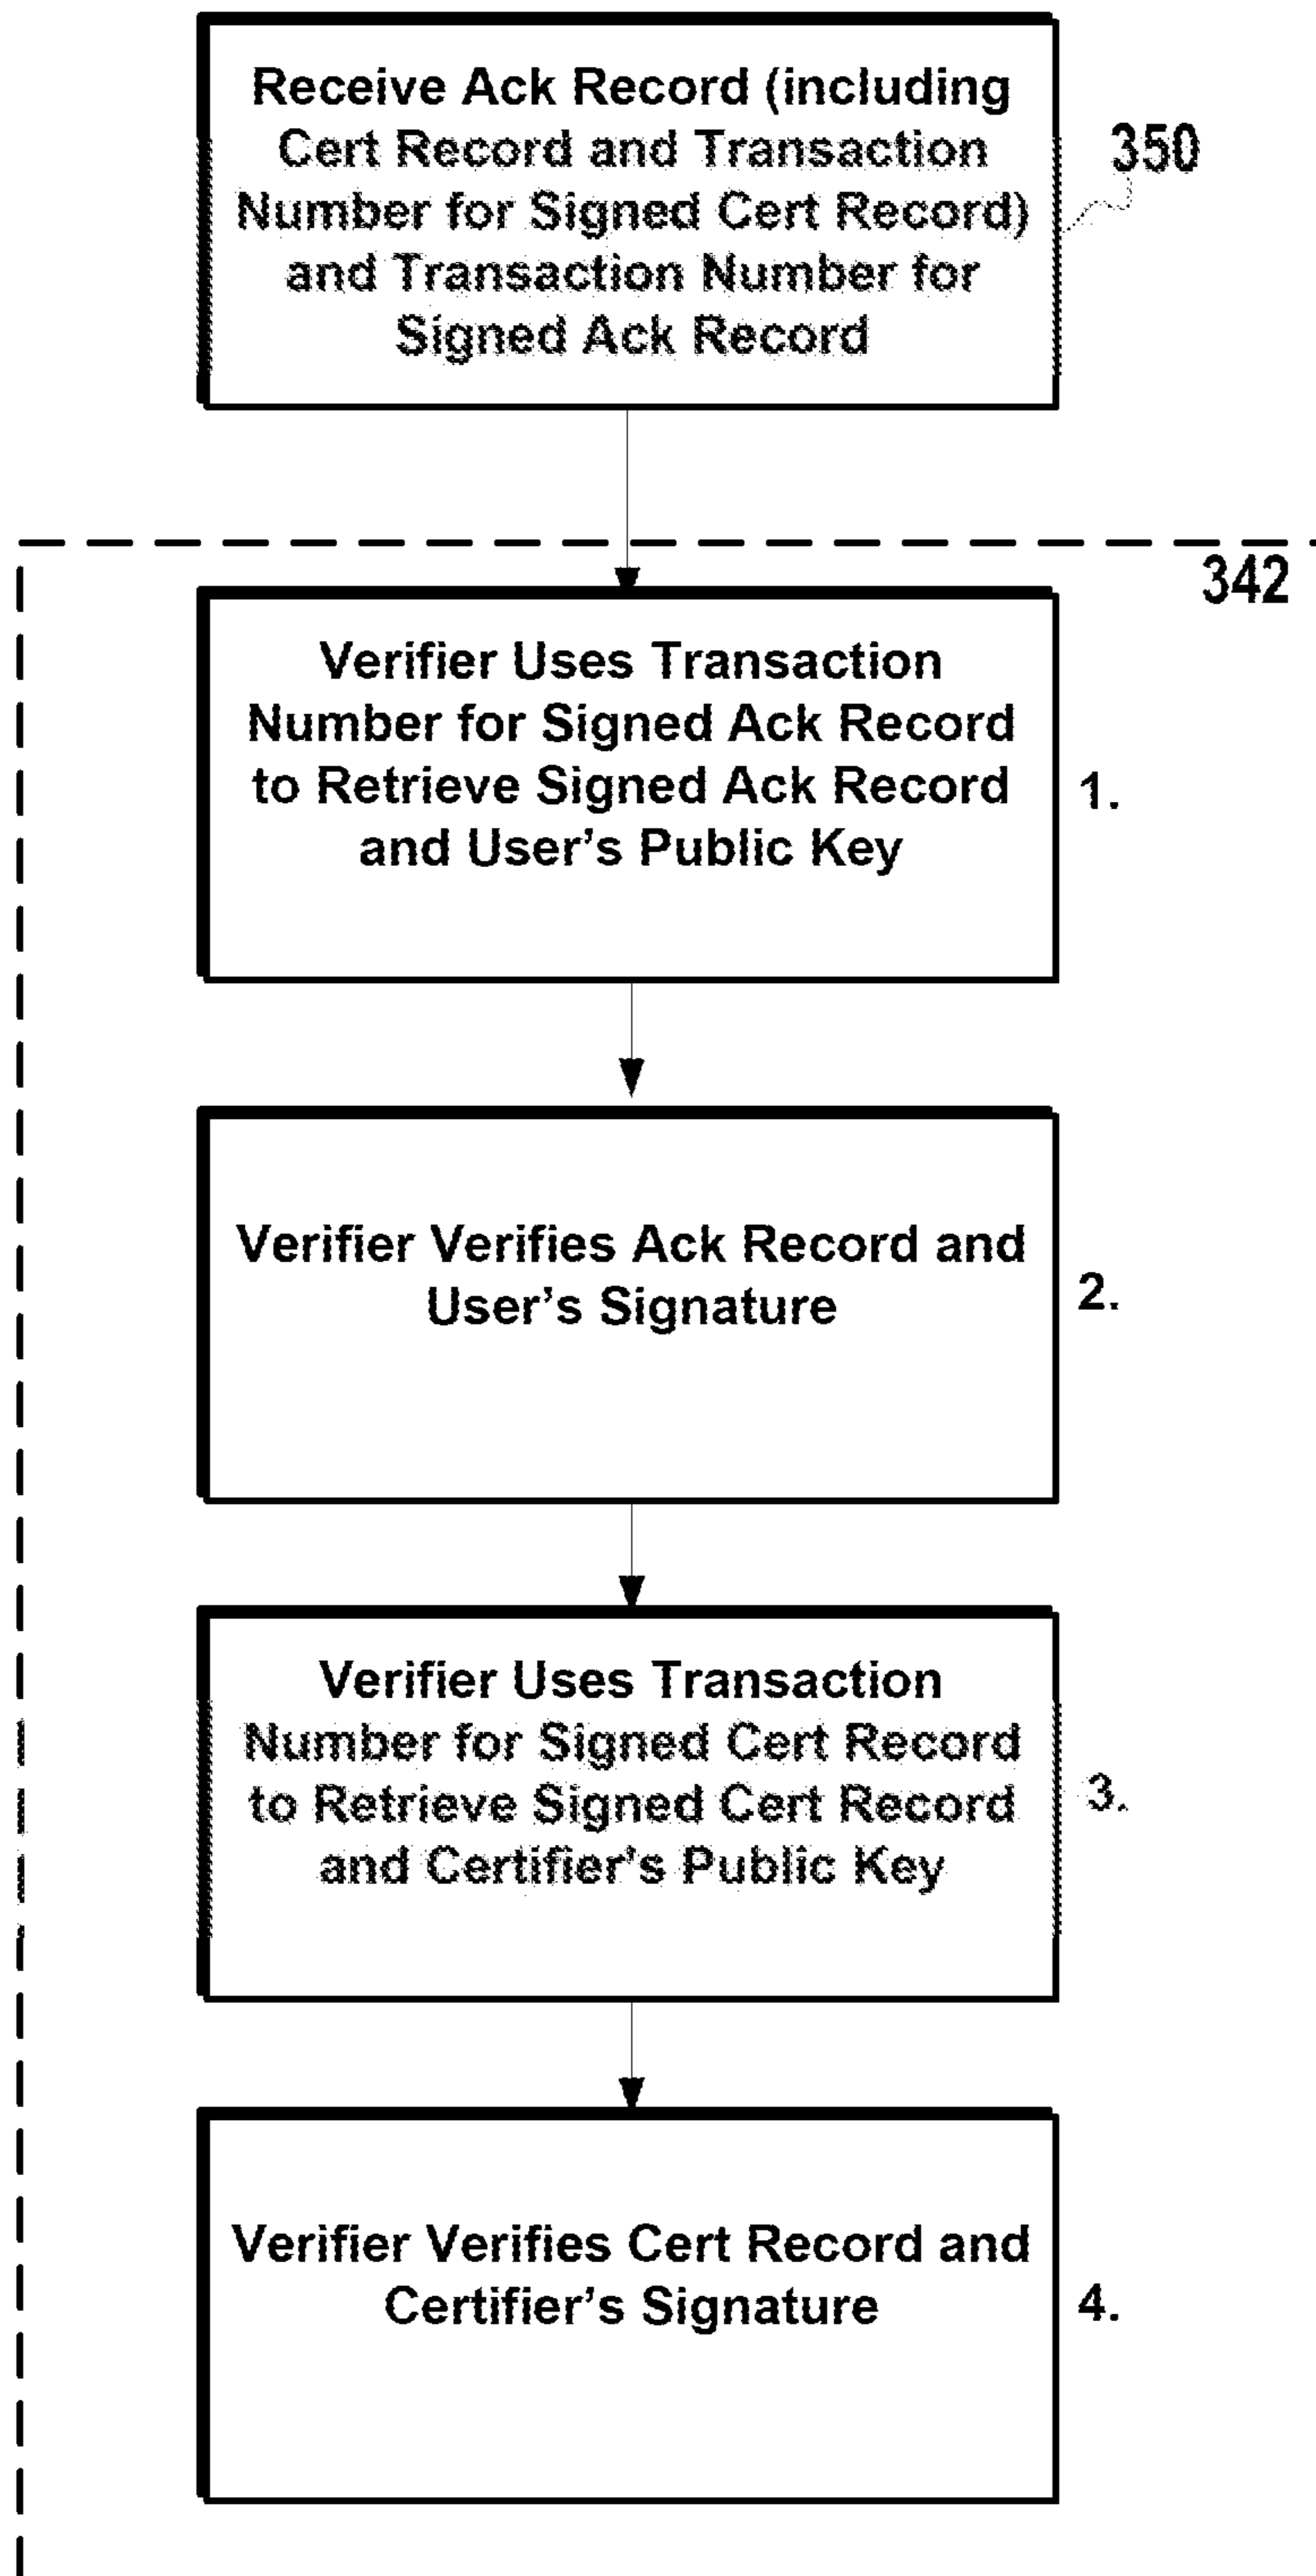 Receive Ack Record (including
Cert Record and Transaction
Number for Signed Cert Record)
and Transaction Number for
Signed Ack Record
350
342
Verifier Uses Transaction
Number for Signed Ack Record
to Retrieve Signed Ack Record
and User's Public Key
1.
Verifier Verifies Ack Record and
User's Signature
2.
Verifier Uses Transaction
Number for Signed Cert Record
to Retrieve Signed Cert Record
and Certifier's Public Key
3.
Verifier Verifies Cert Record and
Certifier's Signature
4.